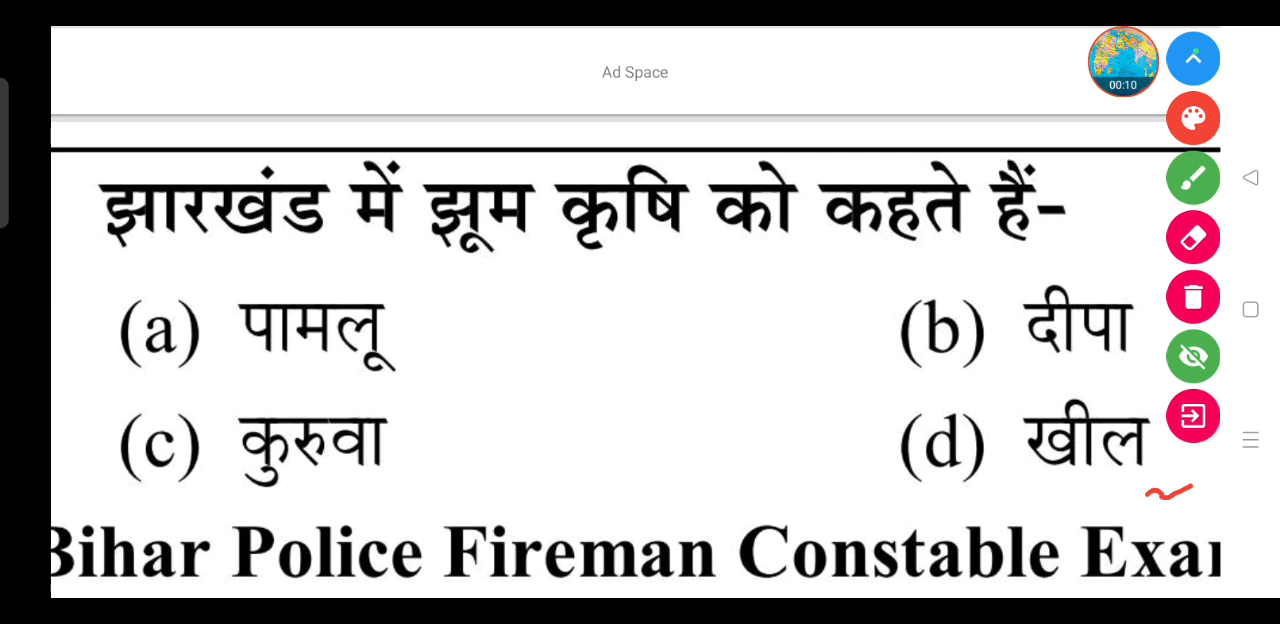 Ad Space
00:10
झारखंड में झूम कृषि को कहते हैं-
(a) पामलू (b) दीपा
(c) कुरुवा (d) खील
Bihar Police Fireman Constable Exa